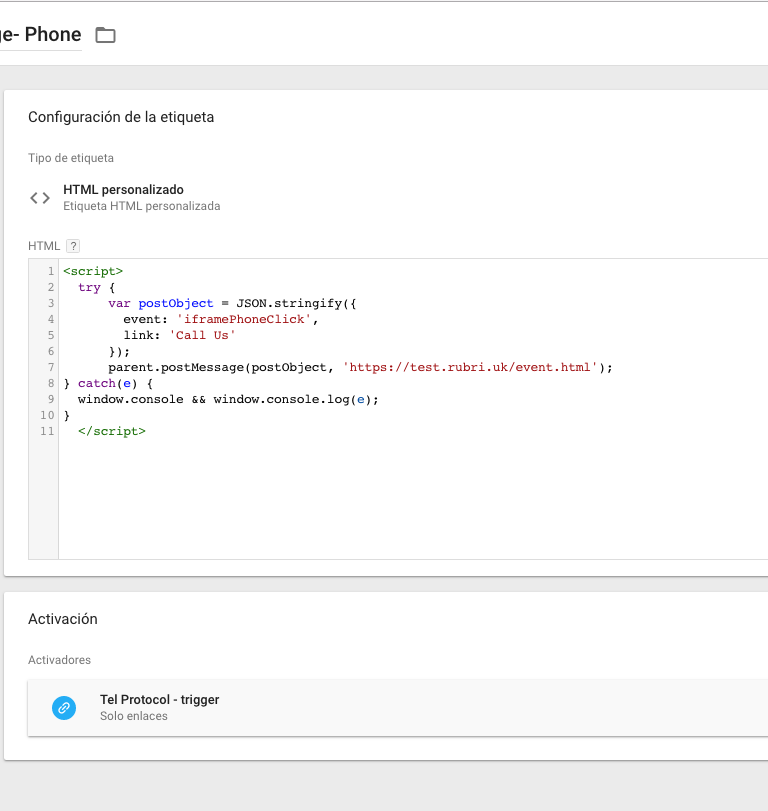 ge- Phone
Configuración de la etiqueta
Tipo de etiqueta
HTML personalizado
Etiqueta HTML personalizada
HTML ?
1 <script>
2   try {
3       var postObject = JSON.stringify({
4         event: 'iframePhoneClick',
5         link: 'Call Us'
6       });
7       parent.postMessage(postObject, 'https://test.rubri.uk/event.html');
8 } catch(e) {
9   window.console && window.console.log(e);
10 }
11   </script>
Activación
Activadores
Tel Protocol - trigger
Solo enlaces